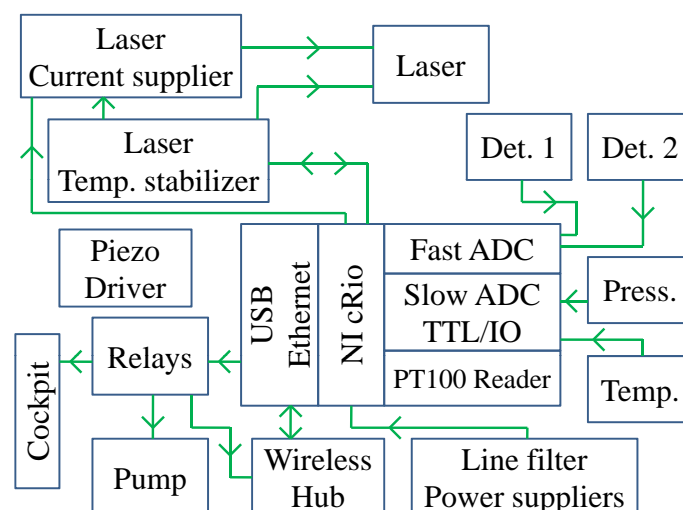 Laser
Current supplier
Laser
Laser
Temp. stabilizer
Det. 1
Det. 2
Piezo
Driver
USB
Ethernet
NI cRio
Fast ADC
Slow ADC
TTL/IO
PT100 Reader
Press.
Temp.
Cockpit
Relays
Pump
Wireless
Hub
Line filter
Power suppliers